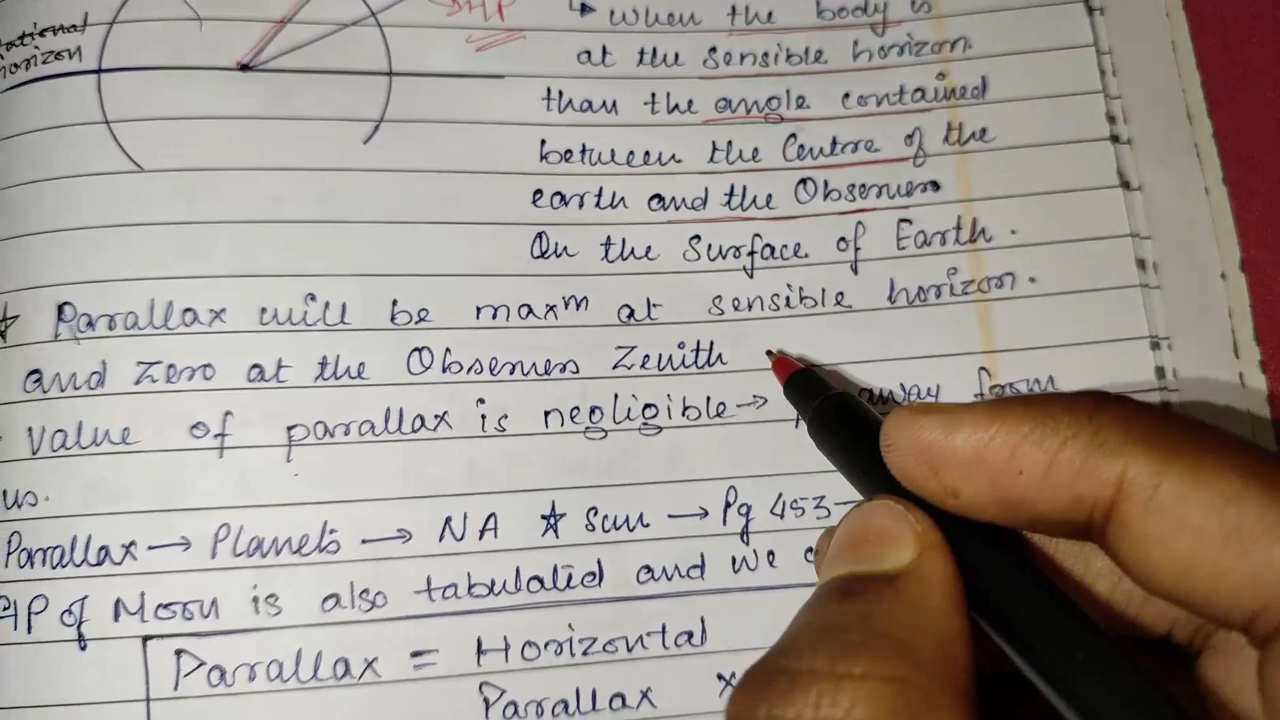 Rational
horizon
SHP
↳ When the body is
at the sensible horizon
than the angle contained
between the Centre of the
earth and the Observer
On the Surface of Earth.
☆ Parallax will be maxᵐ at sensible horizon.
and Zero at the Observers Zenith
Value of parallax is negligible → away from
us.
Parallax → Planets → NA ☆ sun → Pg 453 –
HP of Moon is also tabulated and we
Parallax = Horizontal
Parallax ×